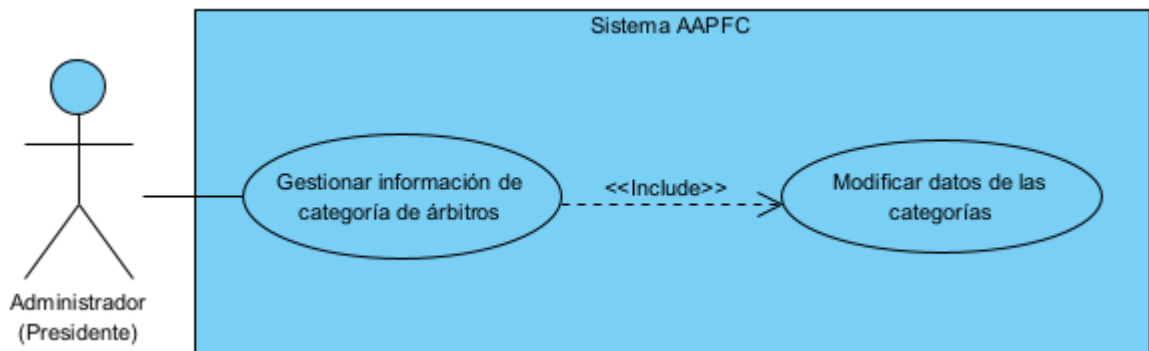 Sistema AAPFC
Gestionar información de
categoría de árbitros
<<Include>>
Modificar datos de las
categorías
Administrador
(Presidente)